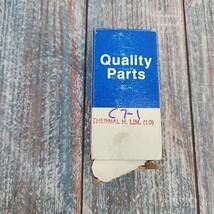 Quality
Parts
C7-1
THERMAL H. LIM. (10)